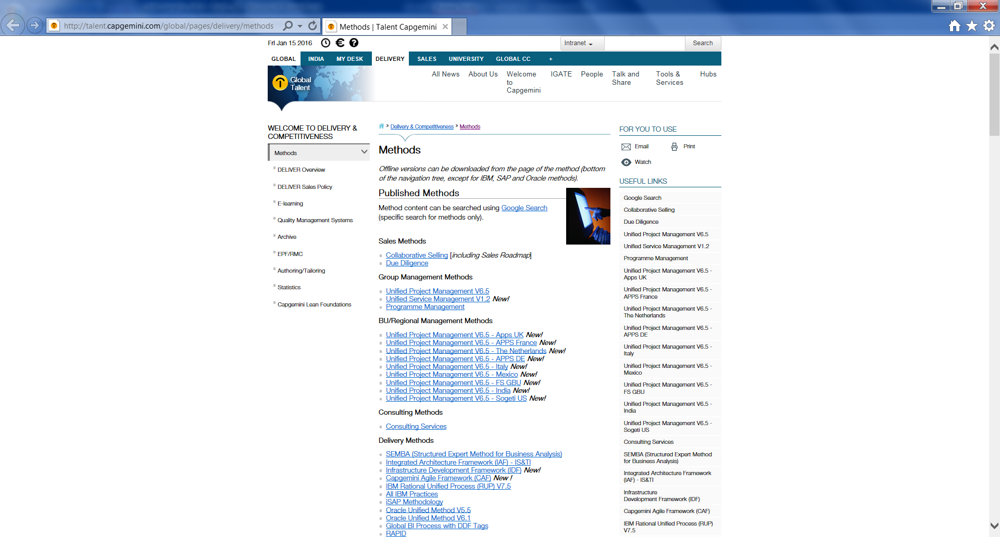 http://talent.capgemini.com/global/pages/delivery/methods
Methods | Talent Capgemini
Fri Jan 15 2016
Intranet
Search
GLOBAL
INDIA
MY DESK
DELIVERY
SALES
UNIVERSITY
GLOBAL CC
+
Global
Talent
All News
About Us
Welcome
to
Capgemini
IGATE
People
Talk and
Share
Tools &
Services
Hubs
WELCOME TO DELIVERY &
COMPETITIVENESS
Methods
DELIVER Overview
DELIVER Sales Policy
E-learning
Quality Management Systems
Archive
EPF/RMC
Authoring/Tailoring
Statistics
Capgemini Lean Foundations
» Delivery & Competitiveness » Methods
Methods
Offline versions can be downloaded from the page of the method (bottom
of the navigation tree, except for IBM, SAP and Oracle methods).
Published Methods
Method content can be searched using Google Search
(specific search for methods only).
Sales Methods
Collaborative Selling [including Sales Roadmap]
Due Diligence
Group Management Methods
Unified Project Management V6.5
Unified Service Management V1.2 New!
Programme Management
BU/Regional Management Methods
Unified Project Management V6.5 - Apps UK New!
Unified Project Management V6.5 - APPS France New!
Unified Project Management V6.5 - The Netherlands New!
Unified Project Management V6.5 - APPS DE New!
Unified Project Management V6.5 - Italy New!
Unified Project Management V6.5 - Mexico New!
Unified Project Management V6.5 - FS GBU New!
Unified Project Management V6.5 - India New!
Unified Project Management V6.5 - Sogeti US New!
Consulting Methods
Consulting Services
Delivery Methods
SEMBA (Structured Expert Method for Business Analysis)
Integrated Architecture Framework (IAF) - IS&TI
Infrastructure Development Framework (IDF) New!
Capgemini Agile Framework (CAF) New !
IBM Rational Unified Process (RUP) V7.5
All IBM Practices
iSAP Methodology
Oracle Unified Method V5.5
Oracle Unified Method V6.1
Global BI Process with DDF Tags
RAPID
FOR YOU TO USE
Email
Print
Watch
USEFUL LINKS
Google Search
Collaborative Selling
Due Diligence
Unified Project Management V6.5
Unified Service Management V1.2
Programme Management
Unified Project Management V6.5 -
Apps UK
Unified Project Management V6.5 -
APPS France
Unified Project Management V6.5 -
The Netherlands
Unified Project Management V6.5 -
APPS DE
Unified Project Management V6.5 -
Italy
Unified Project Management V6.5 -
Mexico
Unified Project Management V6.5 -
FS GBU
Unified Project Management V6.5 -
India
Unified Project Management V6.5 -
Sogeti US
Consulting Services
SEMBA (Structured Expert Method
for Business Analysis)
Integrated Architecture Framework
(IAF) - IS&TI
Infrastructure
Development Framework (IDF)
Capgemini Agile Framework (CAF)
IBM Rational Unified Process (RUP)
V7.5